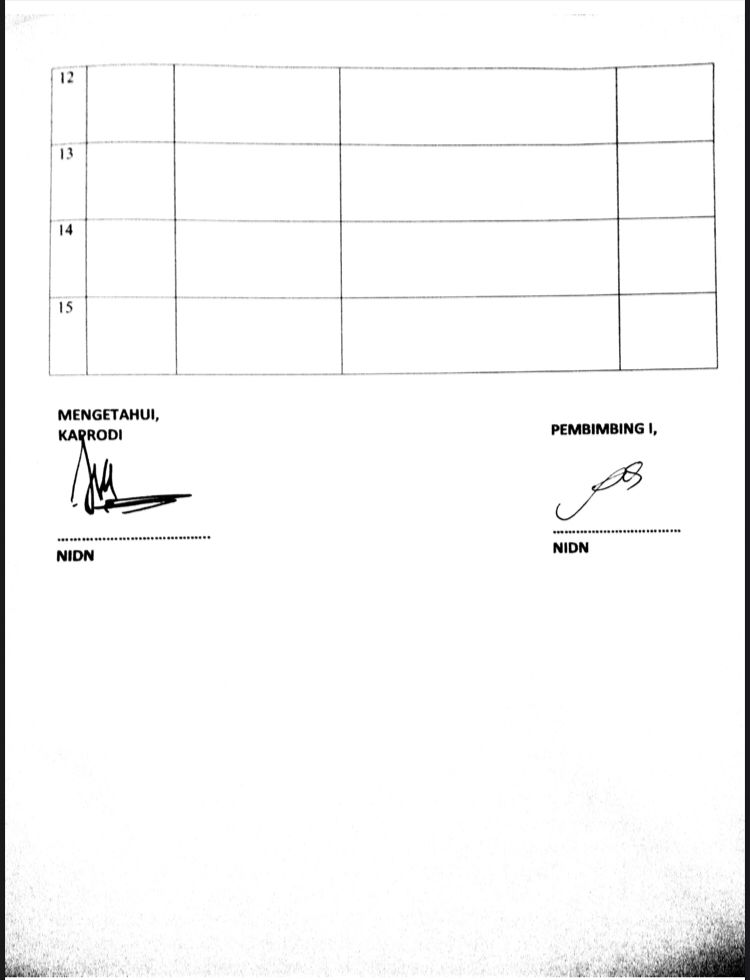 12
13
14
15
MENGETAHUI,
KAPRODI
PEMBIMBING I,
NIDN
NIDN